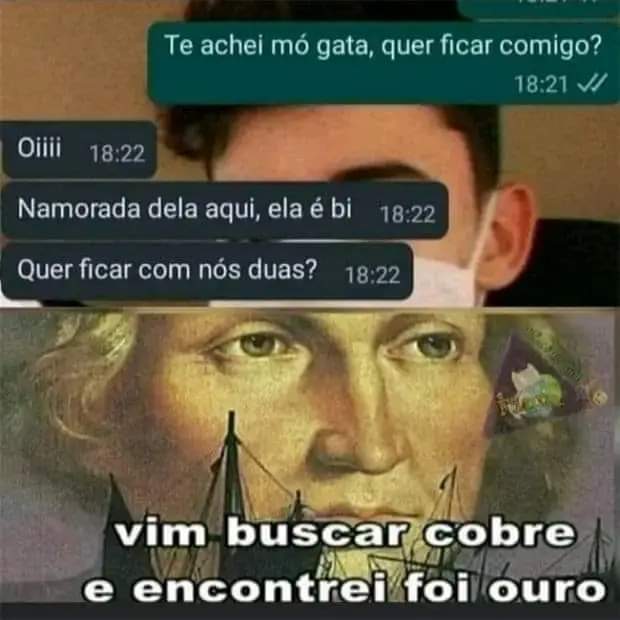 Te achei mó gata, quer ficar comigo?
18:21
Oiiii 18:22
Namorada dela aqui, ela é bi 18:22
Quer ficar com nós duas? 18:22
vim buscar cobre
e encontrei foi ouro